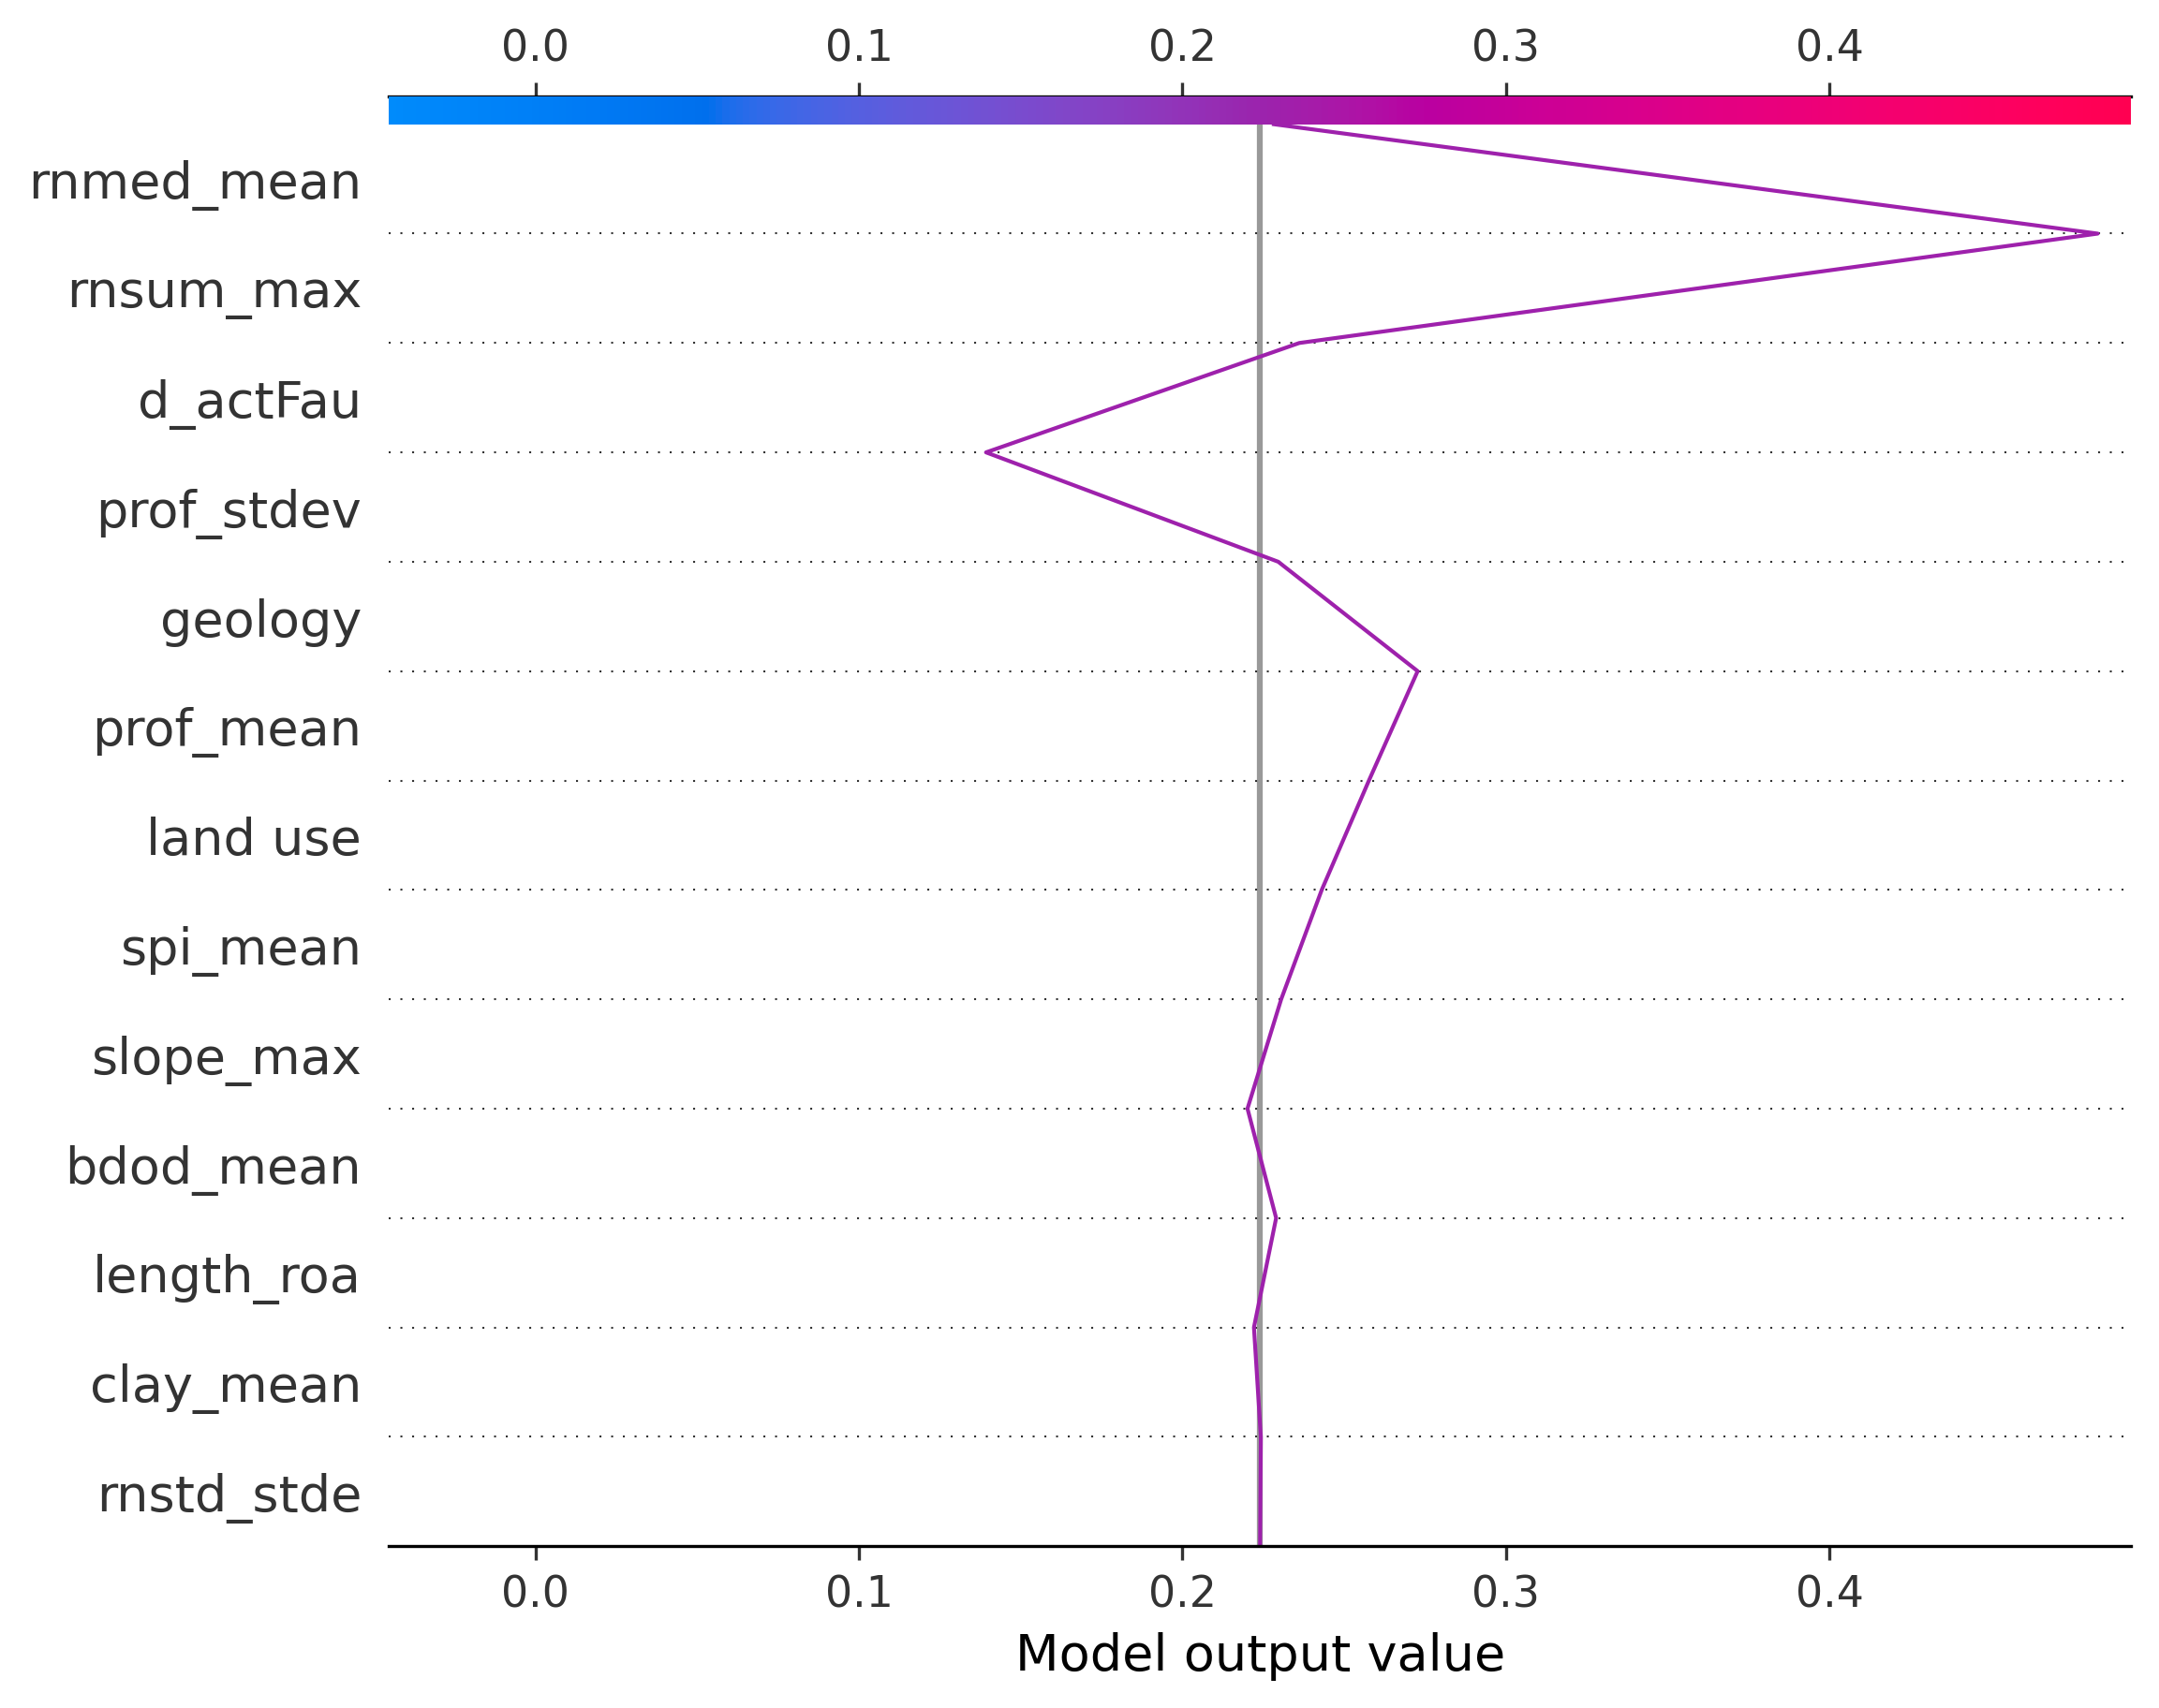 0.0 0.1 0.2 0.3 0.4
rnmed_mean
rnsum_max
d_actFau
prof_stdev
geology
prof_mean
land use
spi_mean
slope_max
bdod_mean
length_roa
clay_mean
rnstd_stde
0.0 0.1 0.2 0.3 0.4
Model output value